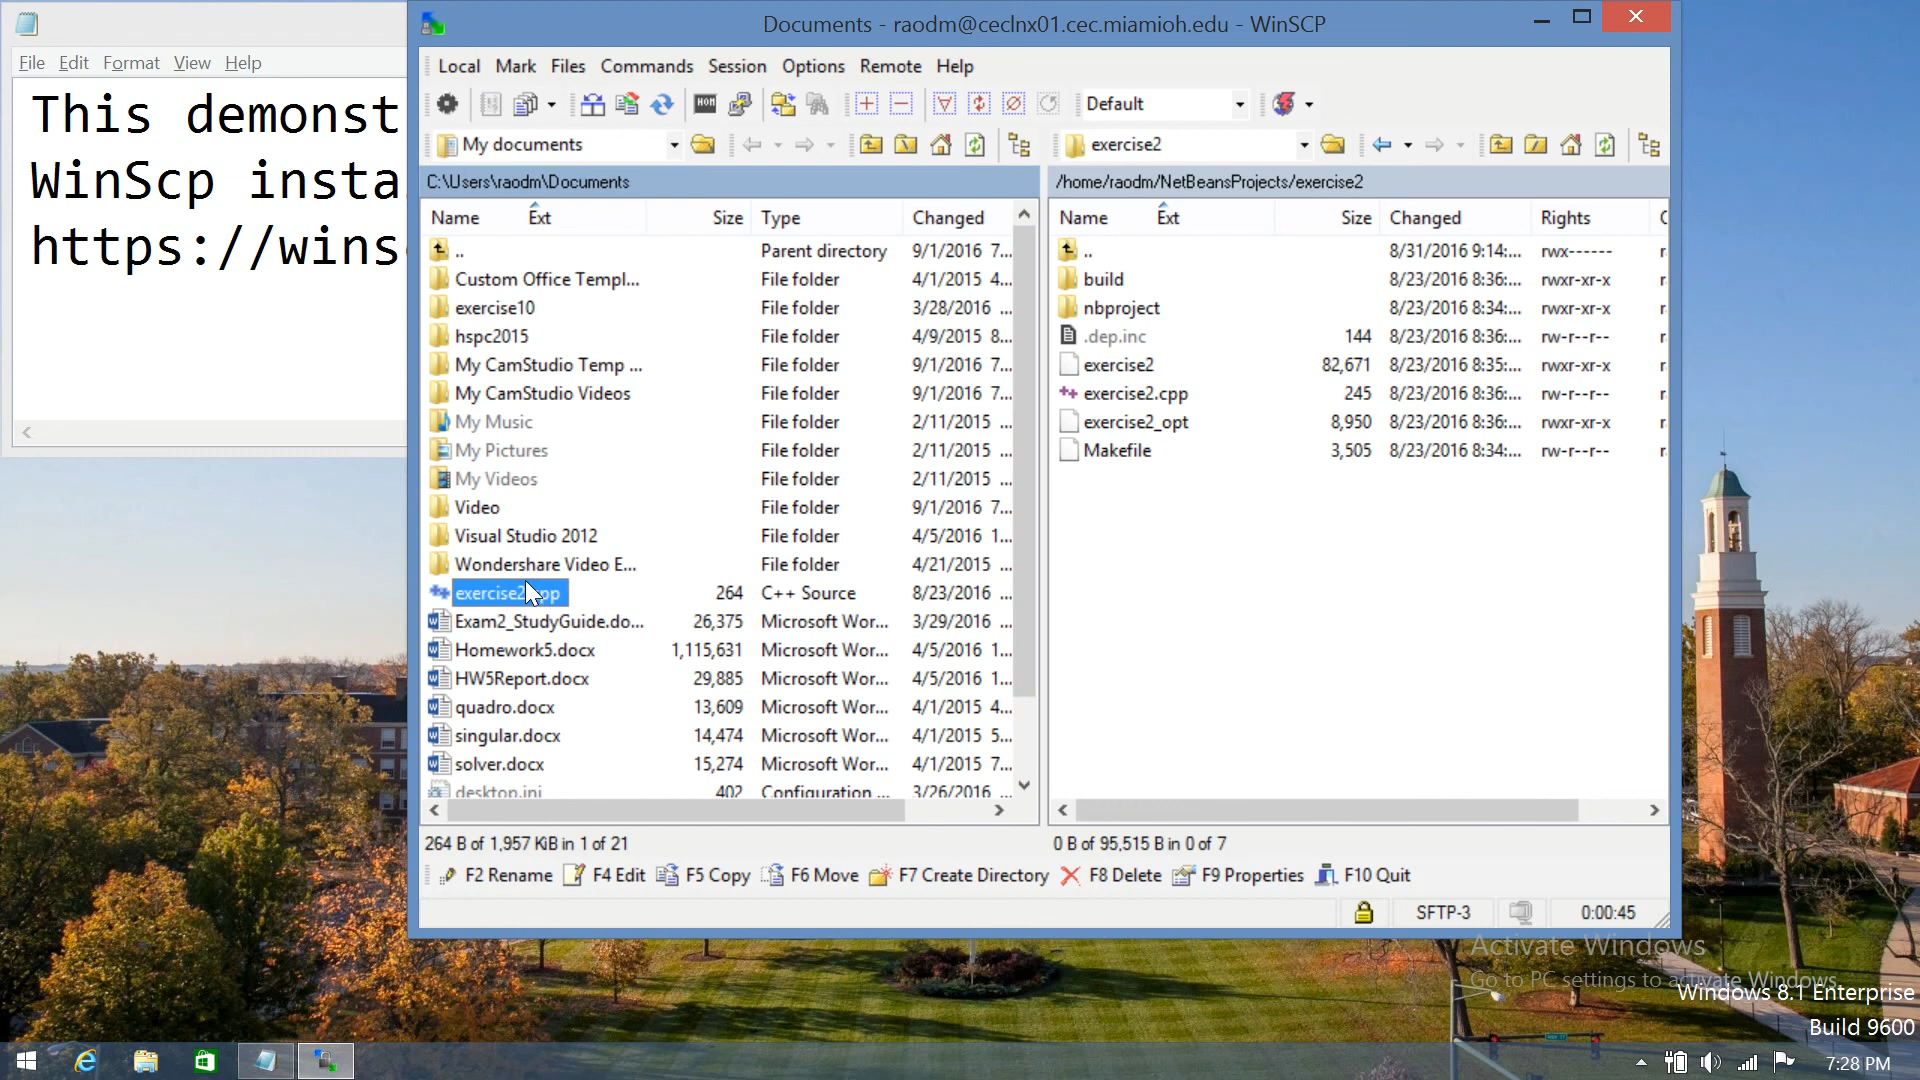 File Edit Format View Help
This demonst
WinScp insta
https://wins
Documents - raodm@ceclnx01.cec.miamioh.edu - WinSCP
Local Mark Files Commands Session Options Remote Help
Default
My documents
exercise2
C:\Users\raodm\Documents
/home/raodm/NetBeansProjects/exercise2
Name Ext Size Type Changed
.. Parent directory 9/1/2016 7...
Custom Office Templ... File folder 4/1/2015 4...
exercise10 File folder 3/28/2016 ...
hspc2015 File folder 4/9/2015 8...
My CamStudio Temp ... File folder 9/1/2016 7...
My CamStudio Videos File folder 9/1/2016 7...
My Music File folder 2/11/2015 ...
My Pictures File folder 2/11/2015 ...
My Videos File folder 2/11/2015 ...
Video File folder 9/1/2016 7...
Visual Studio 2012 File folder 4/5/2016 1...
Wondershare Video E... File folder 4/21/2015 ...
exercise2.cpp 264 C++ Source 8/23/2016 ...
Exam2_StudyGuide.do... 26,375 Microsoft Wor... 3/29/2016 ...
Homework5.docx 1,115,631 Microsoft Wor... 4/5/2016 1...
HW5Report.docx 29,885 Microsoft Wor... 4/5/2016 1...
quadro.docx 13,609 Microsoft Wor... 4/1/2015 4...
singular.docx 14,474 Microsoft Wor... 4/1/2015 5...
solver.docx 15,274 Microsoft Wor... 4/1/2015 7...
desktop.ini 402 Configuration ... 3/26/2016 ...
Name Ext Size Changed Rights
.. 8/31/2016 9:14:... rwx------ r
build 8/23/2016 8:36:... rwxr-xr-x r
nbproject 8/23/2016 8:34:... rwxr-xr-x r
.dep.inc 144 8/23/2016 8:36:... rw-r--r-- r
exercise2 82,671 8/23/2016 8:35:... rwxr-xr-x r
exercise2.cpp 245 8/23/2016 8:36:... rw-r--r-- r
exercise2_opt 8,950 8/23/2016 8:36:... rwxr-xr-x r
Makefile 3,505 8/23/2016 8:34:... rw-r--r-- r
264 B of 1,957 KiB in 1 of 21
0 B of 95,515 B in 0 of 7
F2 Rename F4 Edit F5 Copy F6 Move F7 Create Directory F8 Delete F9 Properties F10 Quit
SFTP-3 0:00:45
Activate Windows
Go to PC settings to activate Windows.
Windows 8.1 Enterprise
Build 9600
7:28 PM